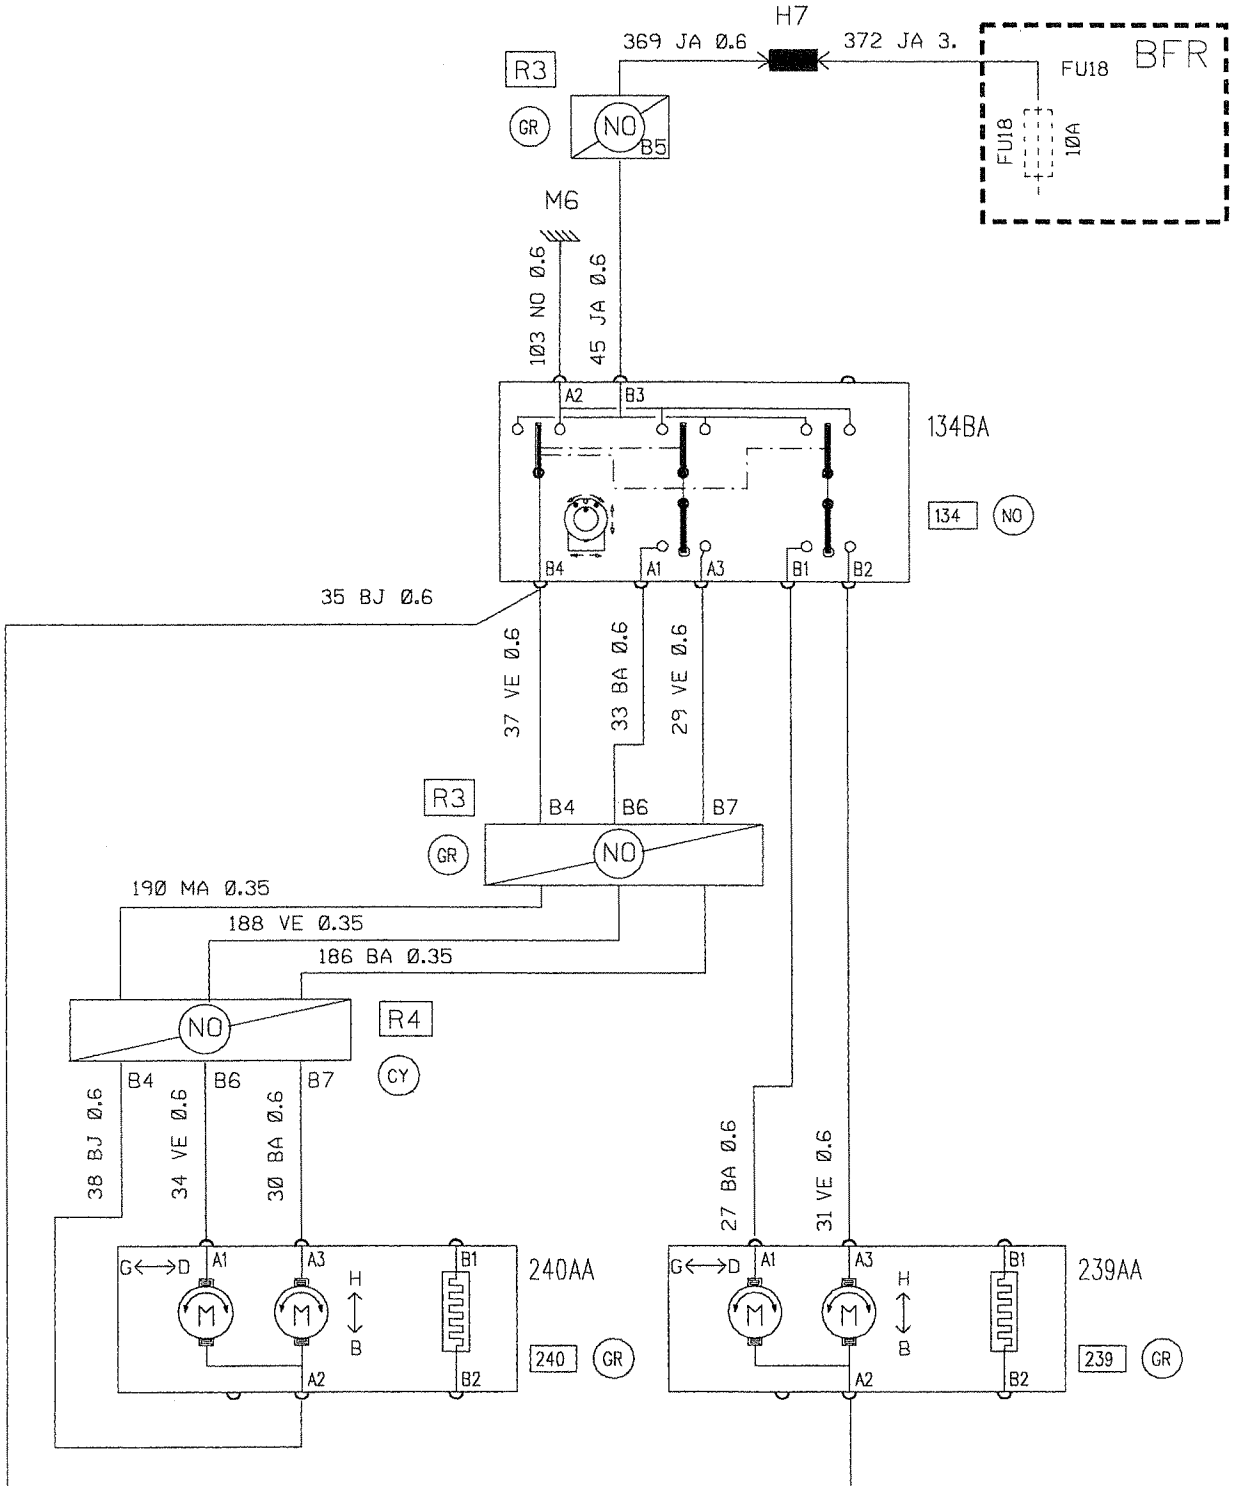 H7
369 JA 0.6
372 JA 3.
BFR
FU18
R3
GR
NO
B5
FU18
10A
M6
103 NO 0.6
45 JA 0.6
A2
B3
134BA
134
NO
B4
A1
A3
B1
B2
35 BJ 0.6
37 VE 0.6
33 BA 0.6
29 VE 0.6
R3
B4
B6
B7
GR
NO
190 MA 0.35
188 VE 0.35
186 BA 0.35
NO
R4
CY
B4
B6
B7
38 BJ 0.6
34 VE 0.6
30 BA 0.6
27 BA 0.6
31 VE 0.6
G
D
A1
A3
B1
240AA
H
M
M
B
240
GR
A2
B2
G
D
A1
A3
B1
239AA
H
M
M
B
239
GR
A2
B2